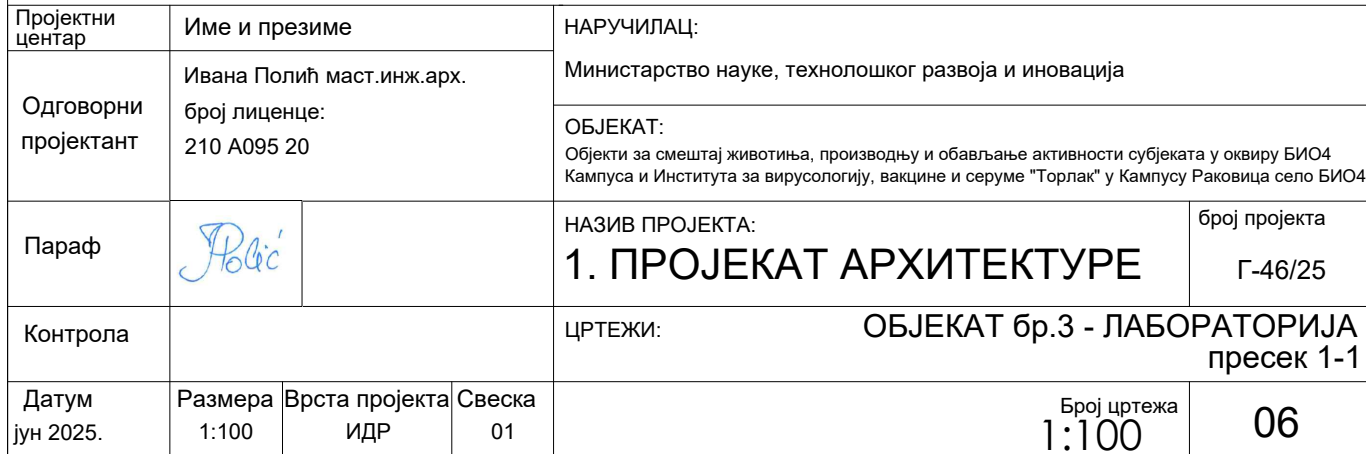 Пројектни
центар
Име и презиме
НАРУЧИЛАЦ:
Министарство науке, технолошког развоја и иновација
Одговорни
пројектант
Ивана Полић маст.инж.арх.
број лиценце:
210 А095 20
ОБЈЕКАТ:
Објекти за смештај животиња, производњу и обављање активности субјеката у оквиру БИО4
Кампуса и Института за вирусологију, вакцине и серуме "Торлак" у Кампусу Раковица село БИО4
Параф
Полић
НАЗИВ ПРОЈЕКТА:
1. ПРОЈЕКАТ АРХИТЕКТУРЕ
број пројекта
Г-46/25
Контрола
ЦРТЕЖИ:
ОБЈЕКАТ бр.3 - ЛАБОРАТОРИЈА
пресек 1-1
Датум
јун 2025.
Размера
1:100
Врста пројекта
ИДР
Свеска
01
Број цртежа
1:100
06